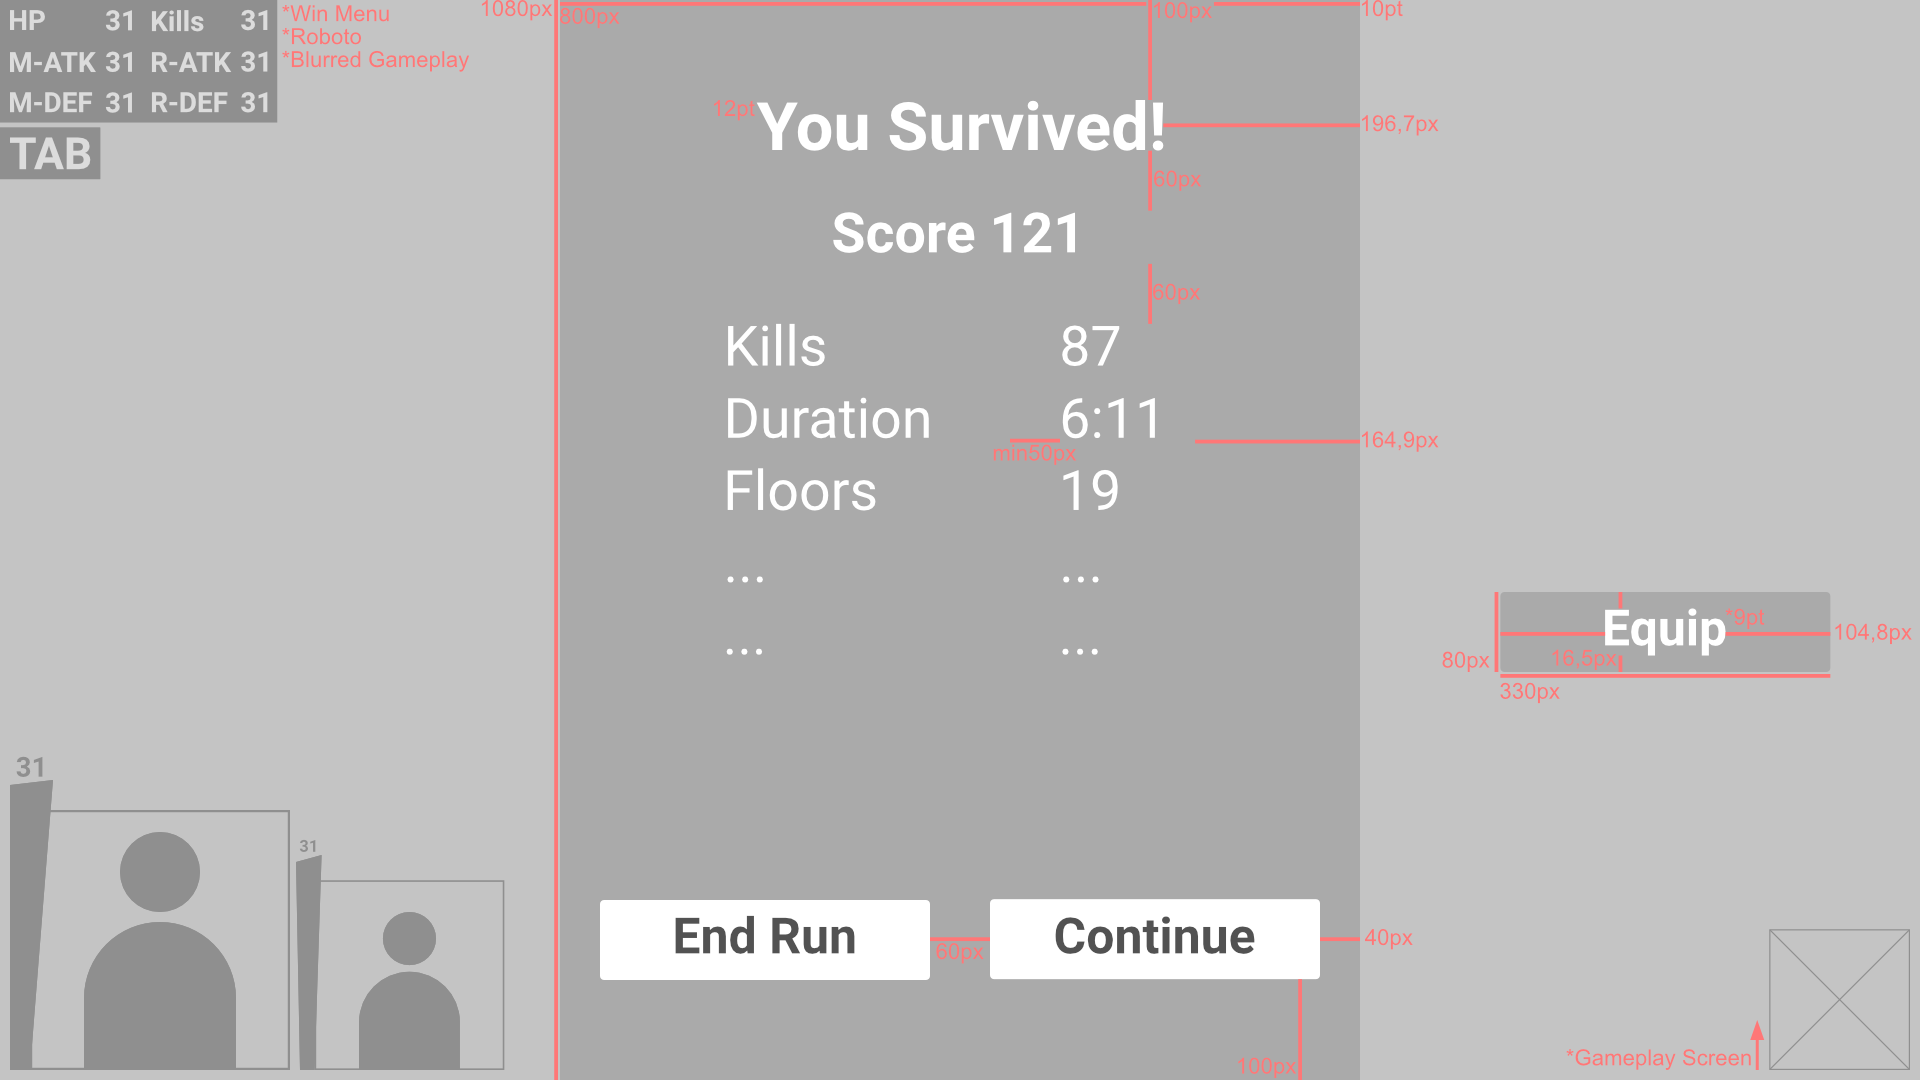 HP 31 Kills 31
M-ATK 31 R-ATK 31
M-DEF 31 R-DEF 31
TAB
*Win Menu
*Roboto
*Blurred Gameplay
1080px
800px
100px
10pt
12pt
You Survived!
196,7px
60px
Score 121
60px
Kills 87
Duration 6:11
min50px
164,9px
Floors 19
... ...
... ...
Equip
*9pt
104,8px
80px
16,5px
330px
31
31
End Run
60px
Continue
40px
100px
*Gameplay Screen